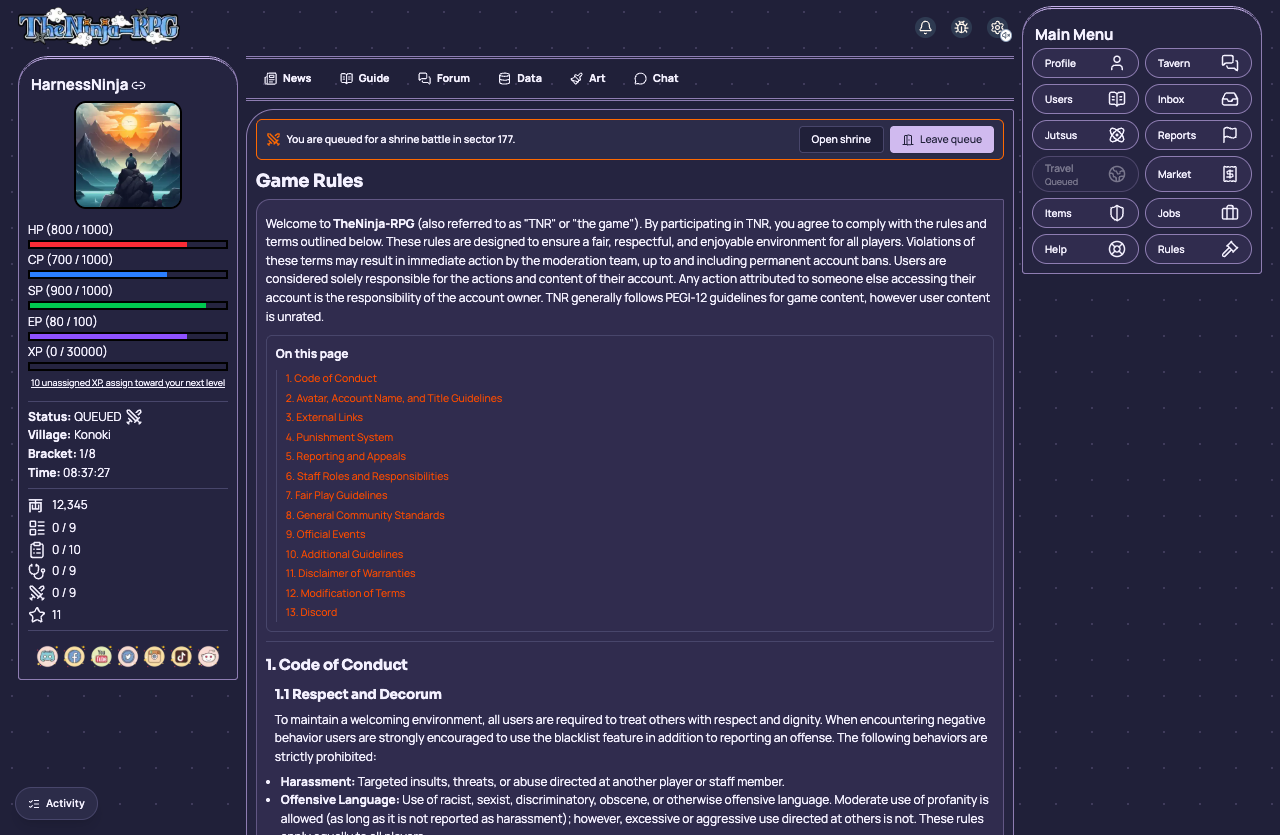 TheNinja-RPG
HarnessNinja
HP (800 / 1000)
CP (700 / 1000)
SP (900 / 1000)
EP (80 / 100)
XP (0 / 30000)
10 unassigned XP, assign toward your next level
Status: QUEUED
Village: Konoki
Bracket: 1/8
Time: 08:37:27
両 12,345
0 / 9
0 / 10
0 / 9
0 / 9
11
Activity
News Guide Forum Data Art Chat
You are queued for a shrine battle in sector 177. Open shrine Leave queue
Game Rules
Welcome to TheNinja-RPG (also referred to as "TNR" or "the game"). By participating in TNR, you agree to comply with the rules and
terms outlined below. These rules are designed to ensure a fair, respectful, and enjoyable environment for all players. Violations of
these terms may result in immediate action by the moderation team, up to and including permanent account bans. Users are
considered solely responsible for the actions and content of their account. Any action attributed to someone else accessing their
account is the responsibility of the account owner. TNR generally follows PEGI-12 guidelines for game content, however user content
is unrated.
On this page
1. Code of Conduct
2. Avatar, Account Name, and Title Guidelines
3. External Links
4. Punishment System
5. Reporting and Appeals
6. Staff Roles and Responsibilities
7. Fair Play Guidelines
8. General Community Standards
9. Official Events
10. Additional Guidelines
11. Disclaimer of Warranties
12. Modification of Terms
13. Discord
1. Code of Conduct
1.1 Respect and Decorum
To maintain a welcoming environment, all users are required to treat others with respect and dignity. When encountering negative
behavior users are strongly encouraged to use the blacklist feature in addition to reporting an offense. The following behaviors are
strictly prohibited:
• Harassment: Targeted insults, threats, or abuse directed at another player or staff member.
• Offensive Language: Use of racist, sexist, discriminatory, obscene, or otherwise offensive language. Moderate use of profanity is
allowed (as long as it is not reported as harassment); however, excessive or aggressive use directed at others is not. These rules
apply equally to all players.
Main Menu
Profile Tavern
Users Inbox
Jutsus Reports
Travel Market
Queued
Items Jobs
Help Rules